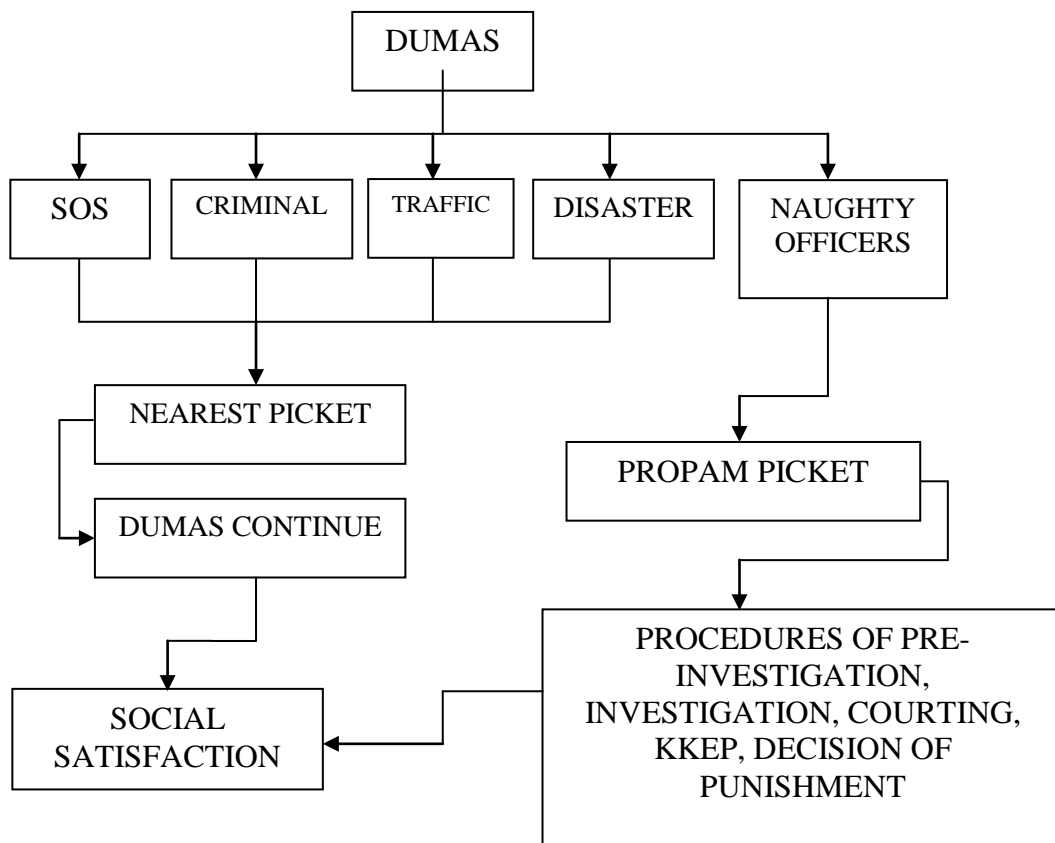 DUMAS
SOS
CRIMINAL
TRAFFIC
DISASTER
NAUGHTY
OFFICERS
NEAREST PICKET
PROPAM PICKET
DUMAS CONTINUE
PROCEDURES OF PRE-
INVESTIGATION,
INVESTIGATION, COURTING,
KKEP, DECISION OF
PUNISHMENT
SOCIAL
SATISFACTION